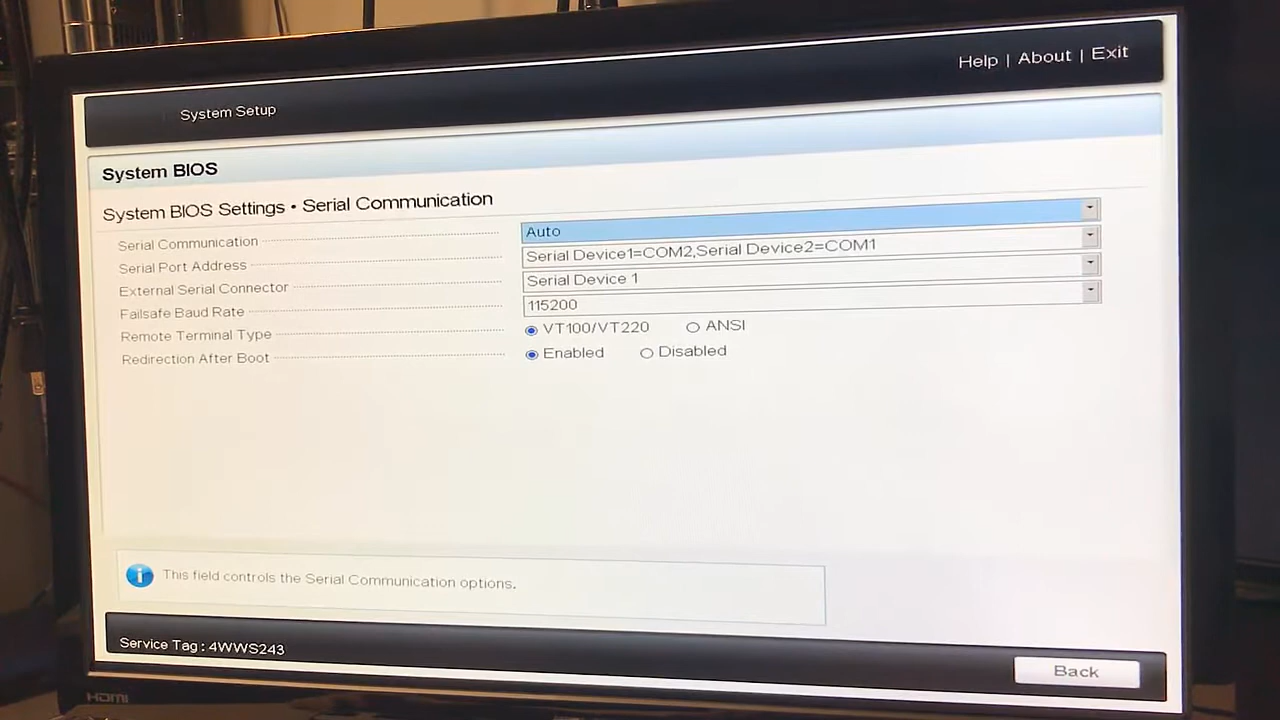 Help | About | Exit
System Setup
System BIOS
System BIOS Settings • Serial Communication
Serial Communication Auto
Serial Port Address Serial Device1=COM2,Serial Device2=COM1
External Serial Connector Serial Device 1
Failsafe Baud Rate 115200
Remote Terminal Type VT100/VT220 ANSI
Redirection After Boot Enabled Disabled
This field controls the Serial Communication options.
Service Tag : 4WWS243
Back
HDMI